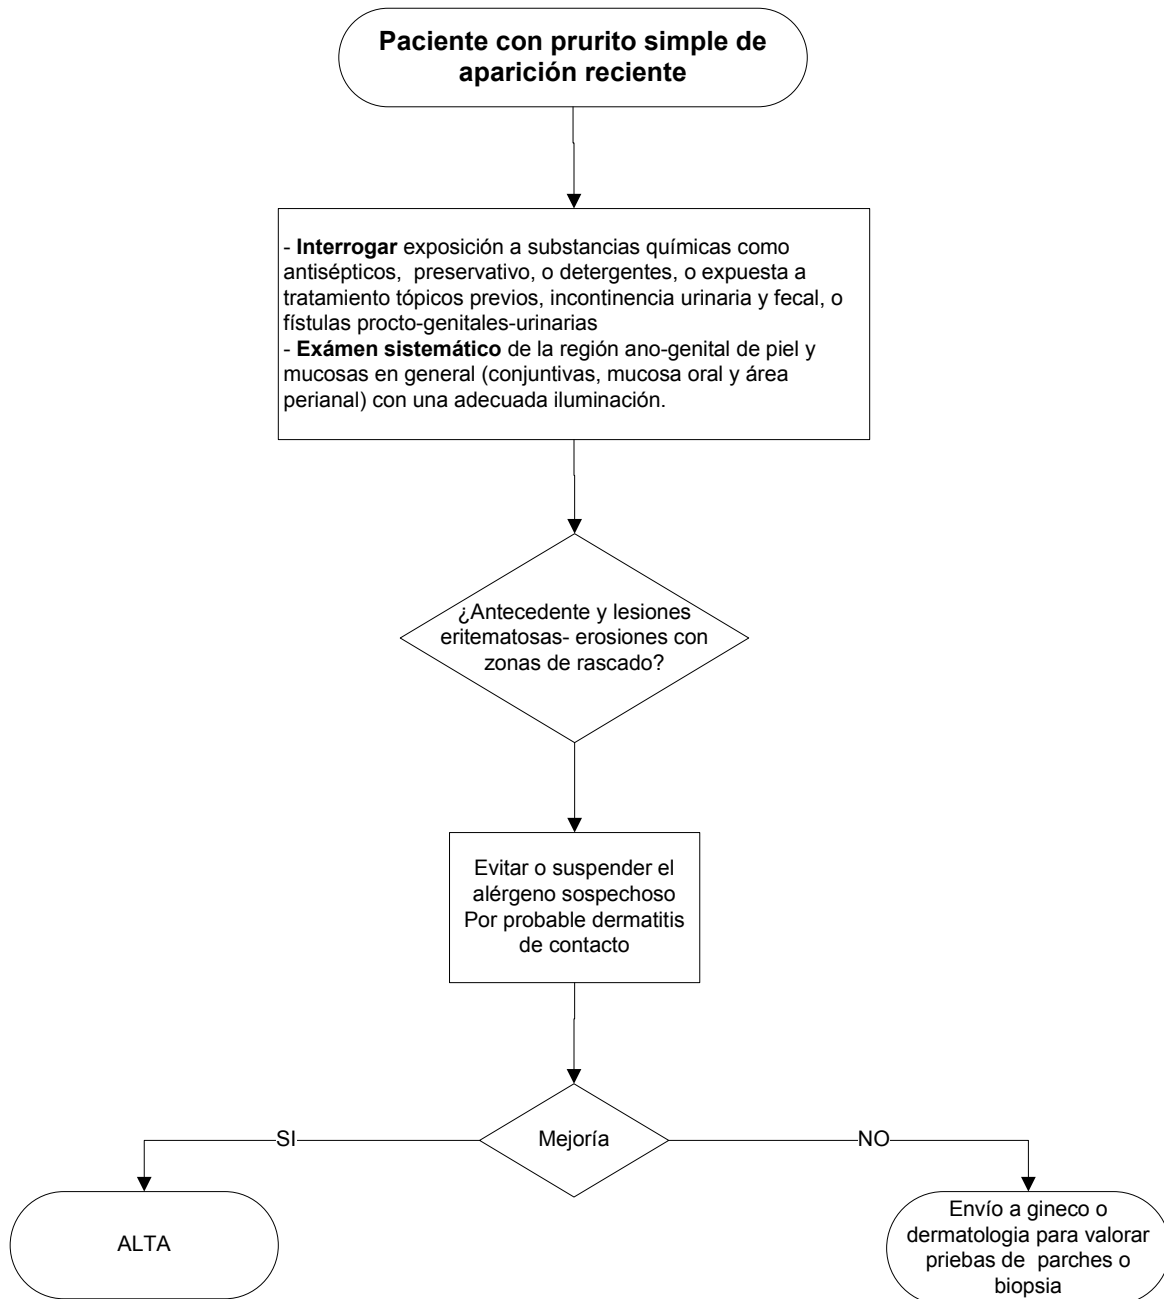 Paciente con prurito simple de
aparición reciente
- Interrogar exposición a substancias químicas como
antisépticos, preservativo, o detergentes, o expuesta a
tratamiento tópicos previos, incontinencia urinaria y fecal, o
fístulas procto-genitales-urinarias
- Exámen sistemático de la región ano-genital de piel y
mucosas en general (conjuntivas, mucosa oral y área
perianal) con una adecuada iluminación.
¿Antecedente y lesiones
eritematosas- erosiones con
zonas de rascado?
Evitar o suspender el
alérgeno sospechoso
Por probable dermatitis
de contacto
Mejoría
SI
NO
ALTA
Envío a gineco o
dermatologia para valorar
priebas de parches o
biopsia